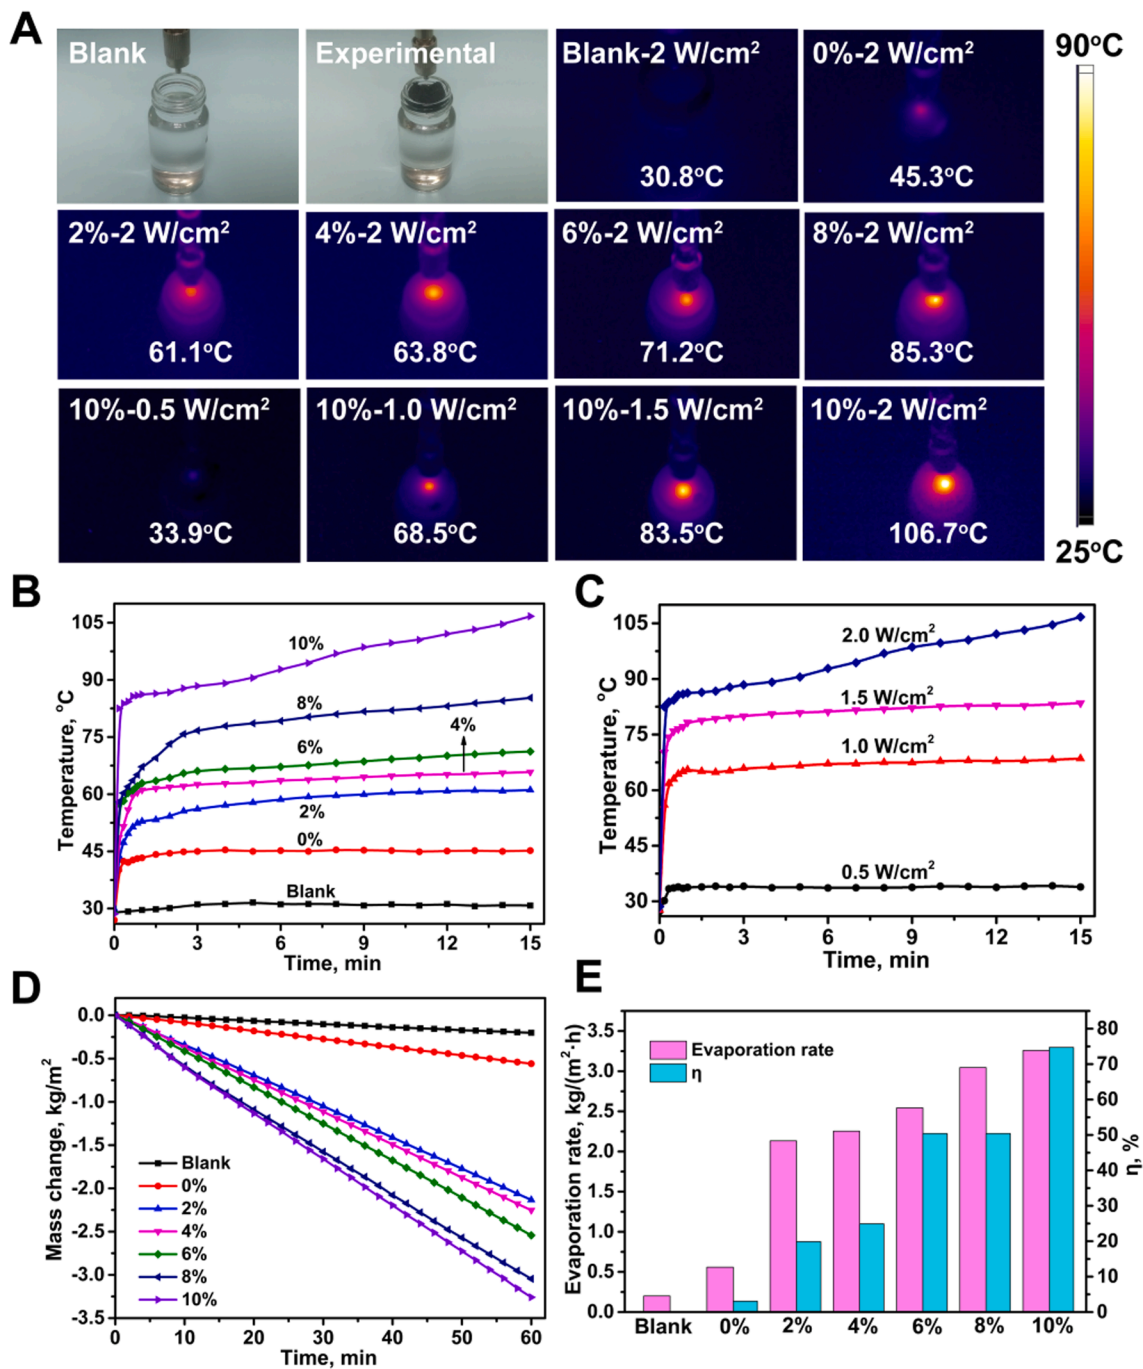 A
Blank
Experimental
Blank-2 W/cm²
0%-2 W/cm²
90°C
30.8°C
45.3°C
2%-2 W/cm²
4%-2 W/cm²
6%-2 W/cm²
8%-2 W/cm²
61.1°C
63.8°C
71.2°C
85.3°C
10%-0.5 W/cm²
10%-1.0 W/cm²
10%-1.5 W/cm²
10%-2 W/cm²
33.9°C
68.5°C
83.5°C
106.7°C
25°C
B
Temperature, °C
105
90
75
60
45
30
10%
8%
4%
6%
2%
0%
Blank
0 3 6 9 12 15
Time, min
C
Temperature, °C
105
90
75
60
45
30
2.0 W/cm²
1.5 W/cm²
1.0 W/cm²
0.5 W/cm²
0 3 6 9 12 15
Time, min
D
Mass change, kg/m²
0.0
-0.5
-1.0
-1.5
-2.0
-2.5
-3.0
-3.5
Blank
0%
2%
4%
6%
8%
10%
0 10 20 30 40 50 60
Time, min
E
Evaporation rate, kg/(m²·h)
3.5
3.0
2.5
2.0
1.5
1.0
0.5
0.0
Evaporation rate
η
80
70
60
50
40
30
20
10
0
η, %
Blank 0% 2% 4% 6% 8% 10%